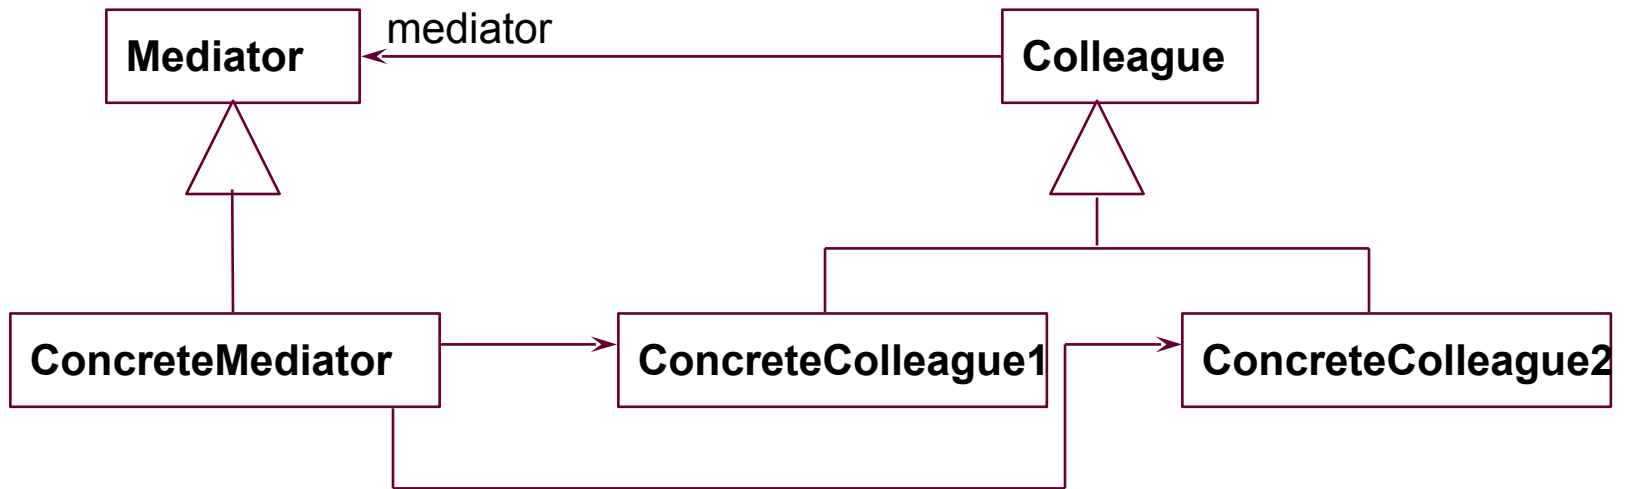 mediator
Mediator
Colleague
ConcreteMediator
ConcreteColleague1
ConcreteColleague2